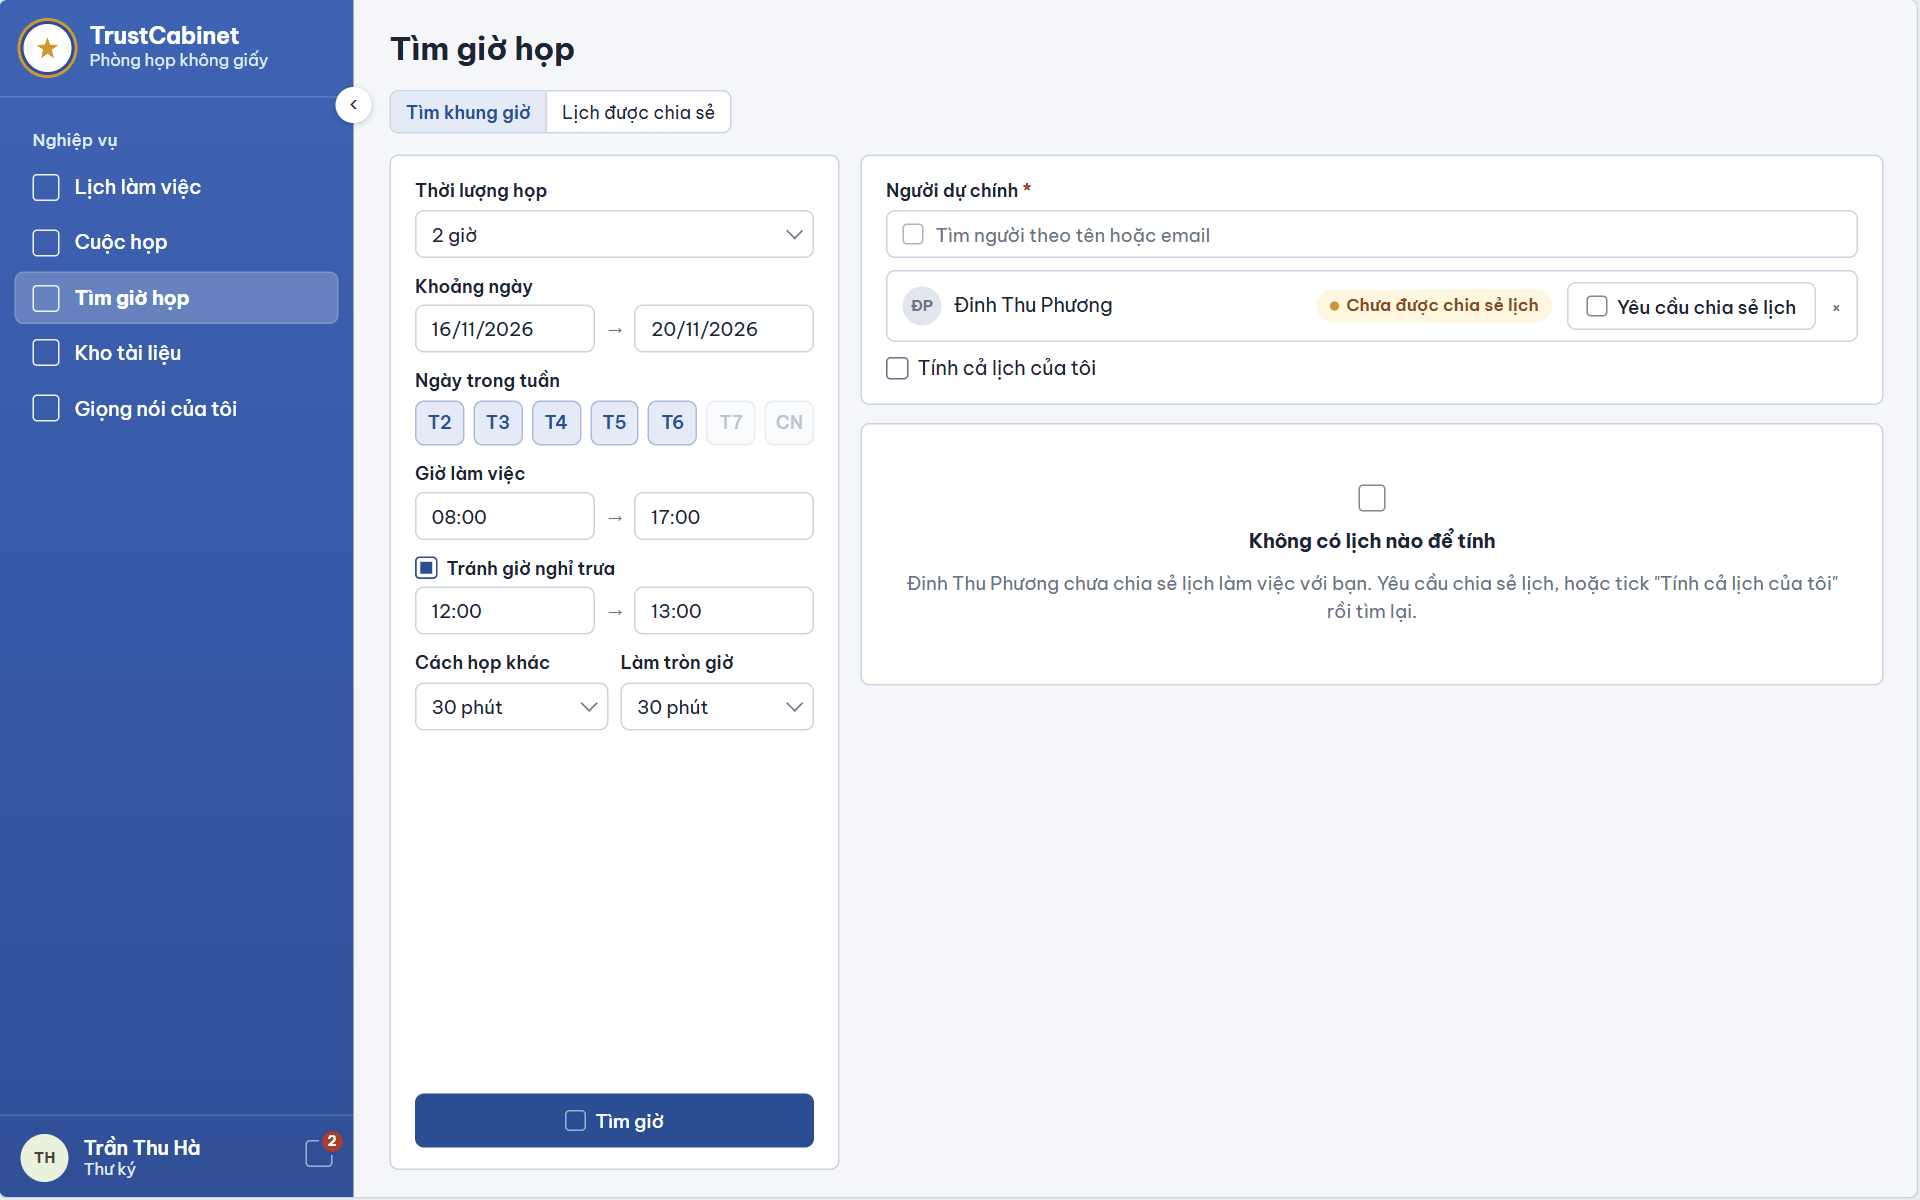 TrustCabinet
Phòng họp không giấy
Nghiệp vụ
Lịch làm việc
Cuộc họp
Tìm giờ họp
Kho tài liệu
Giọng nói của tôi
TH
Trần Thu Hà
Thư ký
2
Tìm giờ họp
Tìm khung giờ
Lịch được chia sẻ
Thời lượng họp
2 giờ
Khoảng ngày
16/11/2026 → 20/11/2026
Ngày trong tuần
T2 T3 T4 T5 T6 T7 CN
Giờ làm việc
08:00 → 17:00
Tránh giờ nghỉ trưa
12:00 → 13:00
Cách họp khác Làm tròn giờ
30 phút 30 phút
Tìm giờ
Người dự chính *
Tìm người theo tên hoặc email
ĐP Đinh Thu Phương Chưa được chia sẻ lịch Yêu cầu chia sẻ lịch ×
Tính cả lịch của tôi
Không có lịch nào để tính
Đinh Thu Phương chưa chia sẻ lịch làm việc với bạn. Yêu cầu chia sẻ lịch, hoặc tick "Tính cả lịch của tôi"
rồi tìm lại.